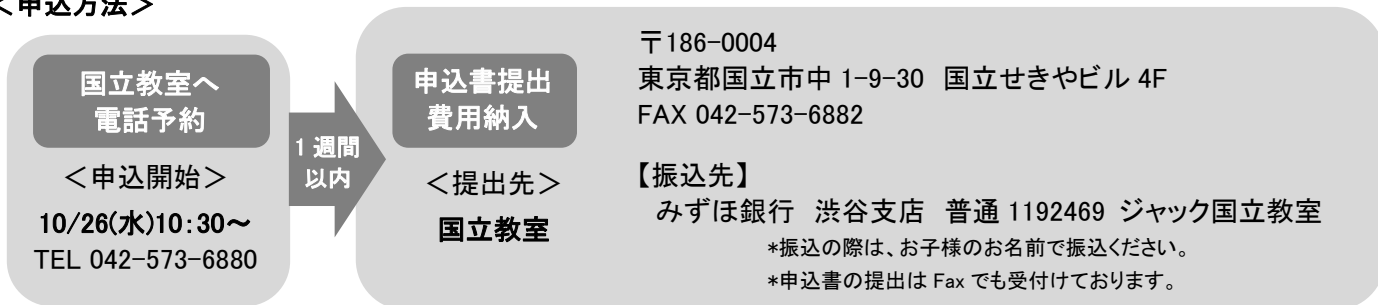 ＜申込方法＞
国立教室へ
電話予約
＜申込開始＞
10/26(水)10：30～
TEL 042-573-6880
1 週間
以内
申込書提出
費用納入
＜提出先＞
国立教室
〒186-0004
東京都国立市中 1-9-30 国立せきやビル 4F
FAX 042-573-6882
【振込先】
みずほ銀行 渋谷支店 普通 1192469 ジャック国立教室
*振込の際は、お子様のお名前で振込ください。
*申込書の提出は Fax でも受付けております。